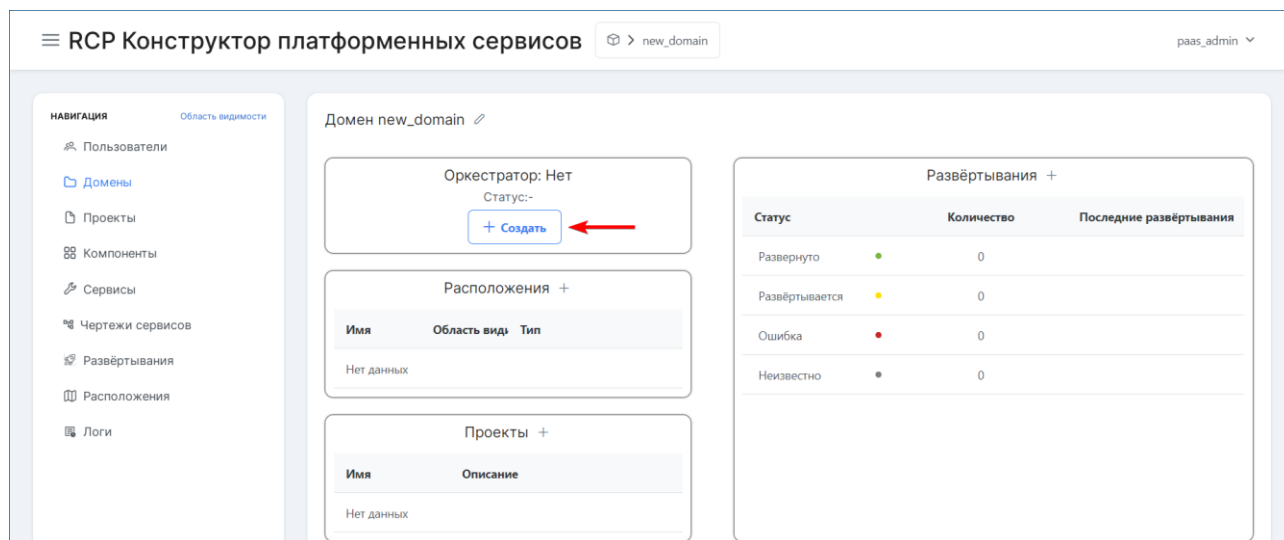 RCP Конструктор платформенных сервисов
new_domain
paas_admin
НАВИГАЦИЯ
Область видимости
Пользователи
Домены
Проекты
Компоненты
Сервисы
Чертежи сервисов
Развёртывания
Расположения
Логи
Домен new_domain
Оркестратор: Нет
Статус:-
+ Создать
Расположения +
Имя Область види Тип
Нет данных
Проекты +
Имя Описание
Нет данных
Развёртывания +
Статус Количество Последние развёртывания
Развернуто 0
Развёртывается 0
Ошибка 0
Неизвестно 0